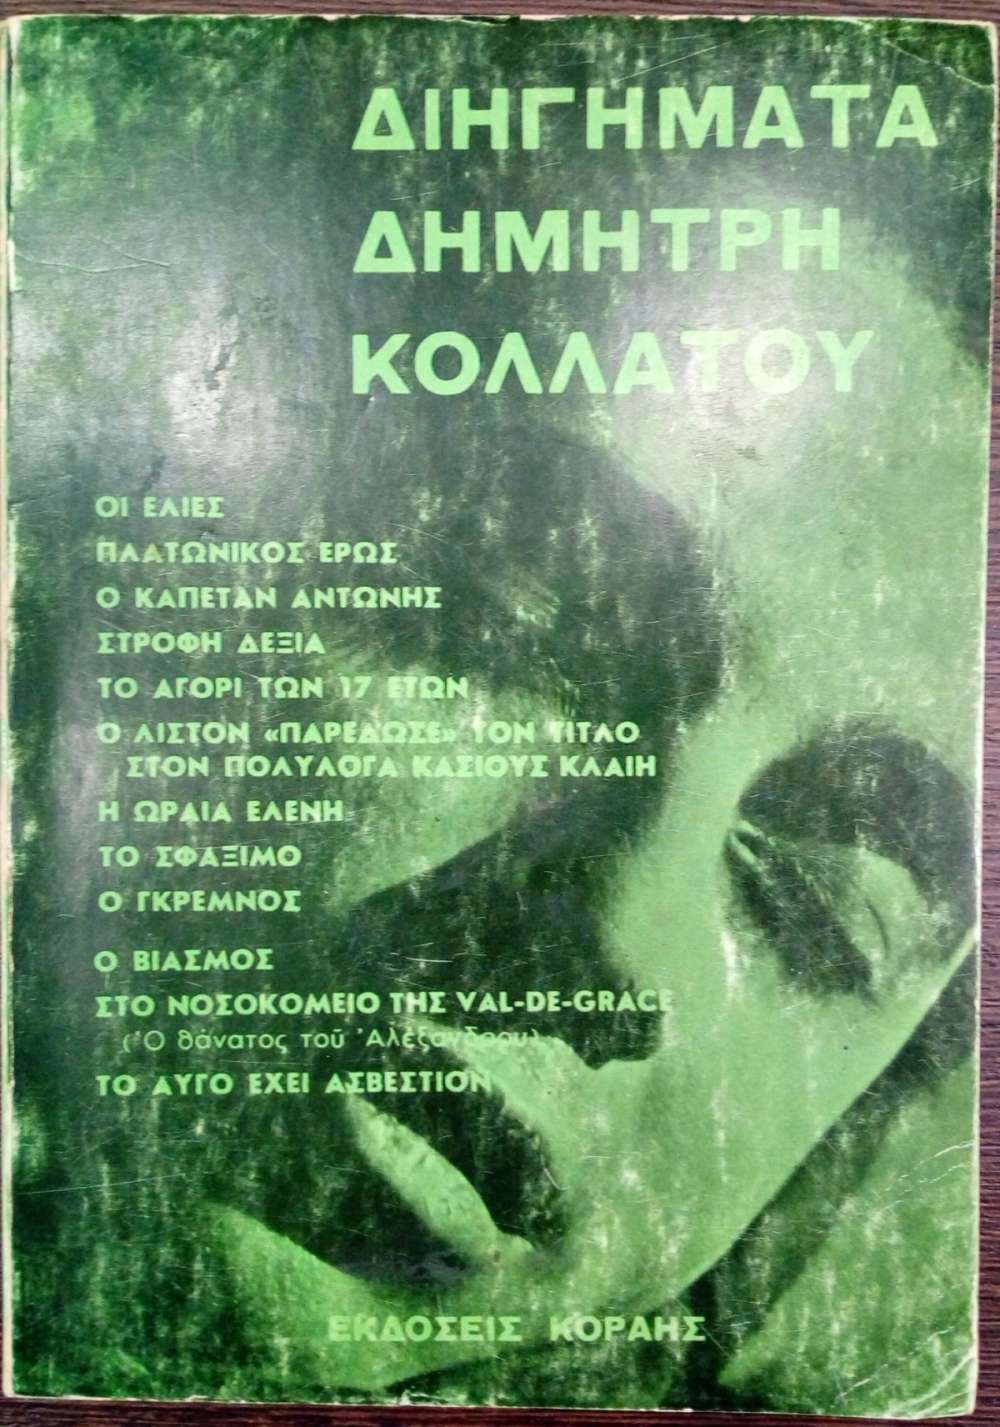 ΔΙΗΓΗΜΑΤΑ
ΔΗΜΗΤΡΗ
ΚΟΛΛΑΤΟΥ
ΟΙ ΕΛΙΕΣ
ΠΛΑΤΩΝΙΚΟΣ ΕΡΩΣ
Ο ΚΑΠΕΤΑΝ ΑΝΤΩΝΗΣ
ΣΤΡΟΦΗ ΔΕΞΙΑ
ΤΟ ΑΓΟΡΙ ΤΩΝ 17 ΕΤΩΝ
Ο ΛΙΣΤΟΝ «ΠΑΡΕΔΩΣΕ» ΤΟΝ ΤΙΤΛΟ
ΣΤΟΝ ΠΟΛΥΛΟΓΑ ΚΑΣΙΟΥΣ ΚΛΑΙΗ
Η ΩΡΑΙΑ ΕΛΕΝΗ
ΤΟ ΣΦΑΞΙΜΟ
Ο ΓΚΡΕΜΝΟΣ
Ο ΒΙΑΣΜΟΣ
ΣΤΟ ΝΟΣΟΚΟΜΕΙΟ ΤΗΣ VAL-DE-GRACE
(Ὁ θάνατος τοῦ Ἀλέξανδρου)
ΤΟ ΑΥΓΟ ΕΧΕΙ ΑΣΒΕΣΤΙΟΝ
ΕΚΔΟΣΕΙΣ ΚΟΡΑΗΣ